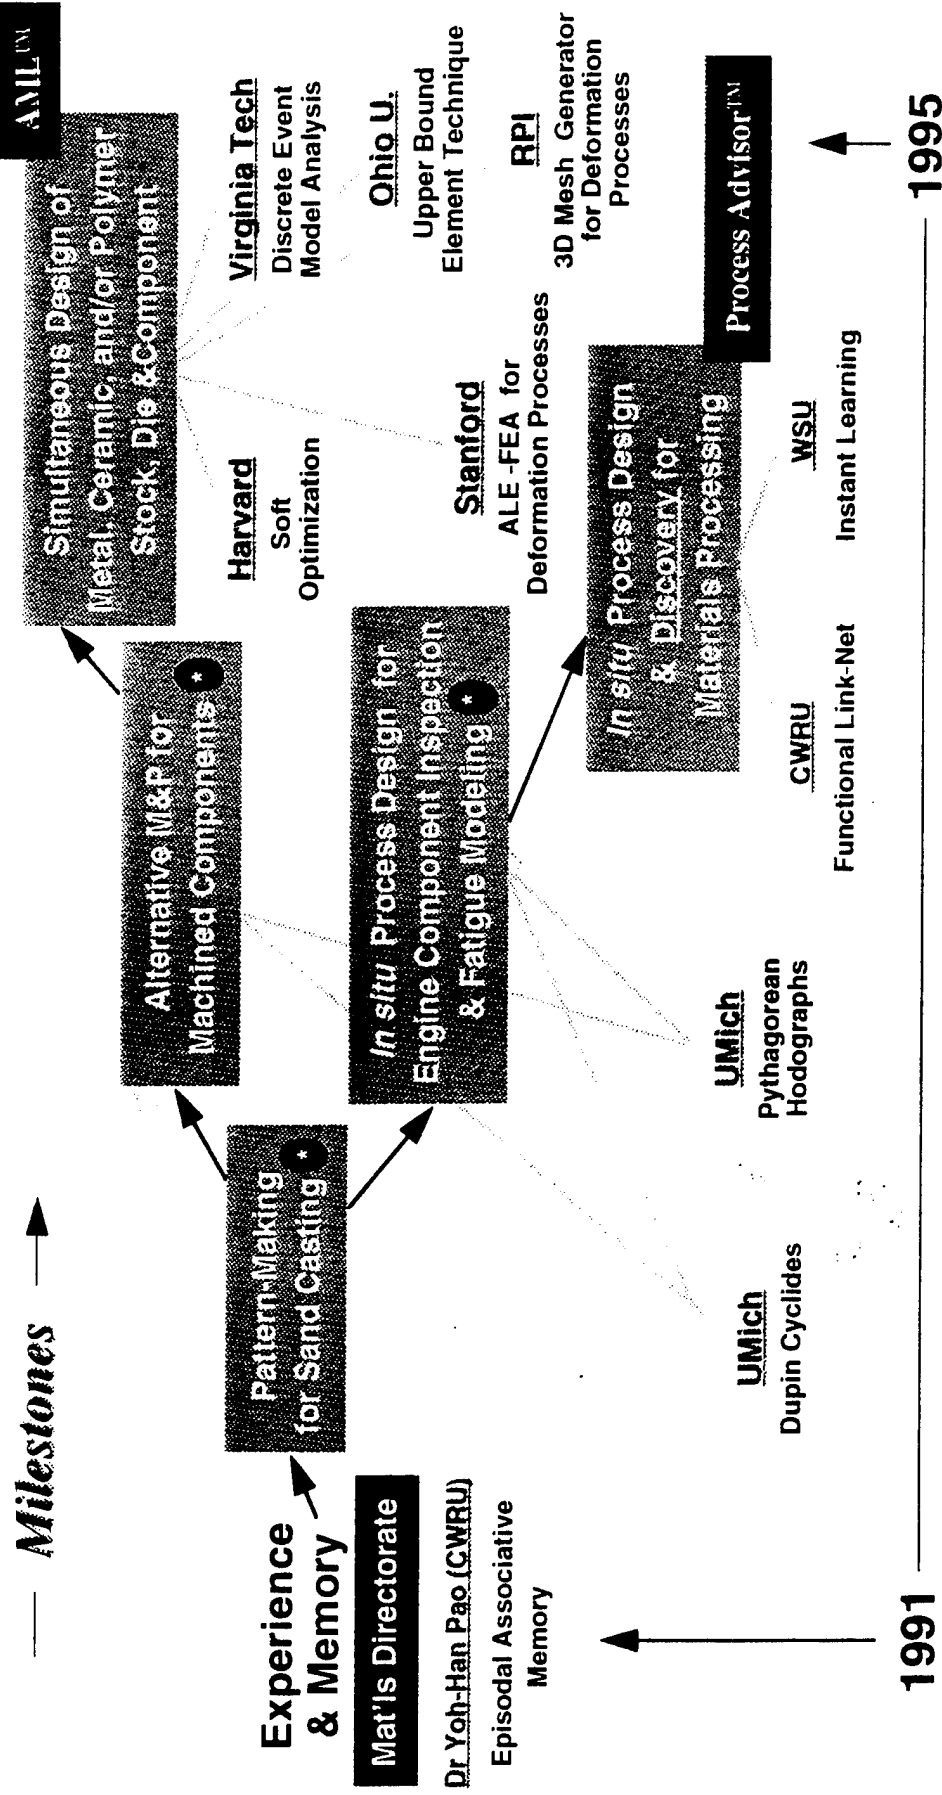 Milestones
AML™
Simultaneous Design of
Metal, Ceramic, and/or Polymer
Stock, Die & Component
Alternative M&P for
Machined Components *
Pattern-Making
for Sand Casting *
Experience
& Memory
Mat'ls Directorate
Dr Yoh-Han Pao (CWRU)
Episodal Associative
Memory
In situ Process Design for
Engine Component Inspection
& Fatigue Modeling *
Harvard
Soft
Optimization
Virginia Tech
Discrete Event
Model Analysis
Stanford
ALE -FEA for
Deformation Processes
Ohio U.
Upper Bound
Element Technique
RPI
3D Mesh Generator
for Deformation
Processes
In situ Process Design
& Discovery for
Materials Processing
Process Advisor™
UMich
Dupin Cyclides
UMich
Pythagorean
Hodographs
CWRU
Functional Link-Net
WSU
Instant Learning
1991
1995